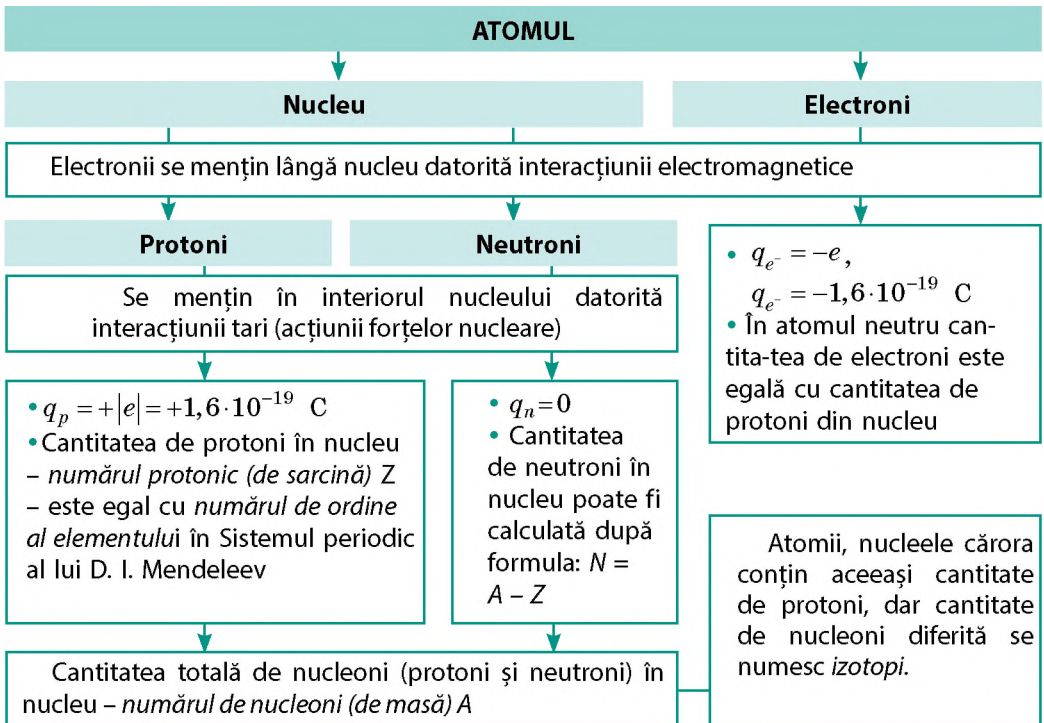 ATOMUL
Nucleu
Electroni
Electronii se mențin lângă nucleu datorită interacțiunii electromagnetice
Protoni
Neutroni
Se mențin în interiorul nucleului datorită
interacțiunii tari (acțiunii forțelor nucleare)
• qₑ⁻ = −e,
qₑ⁻ = −1,6·10⁻¹⁹ C
• În atomul neutru can-
tita-tea de electroni este
egală cu cantitatea de
protoni din nucleu
• qₚ = +|e| = +1,6·10⁻¹⁹ C
• Cantitatea de protoni în nucleu
– numărul protonic (de sarcină) Z
– este egal cu numărul de ordine
al elementului în Sistemul periodic
al lui D. I. Mendeleev
• qₙ = 0
• Cantitatea
de neutroni în
nucleu poate fi
calculată după
formula: N =
A – Z
Atomii, nucleele cărora
conțin aceeași cantitate
de protoni, dar cantitate
de nucleoni diferită se
numesc izotopi.
Cantitatea totală de nucleoni (protoni și neutroni) în
nucleu – numărul de nucleoni (de masă) A